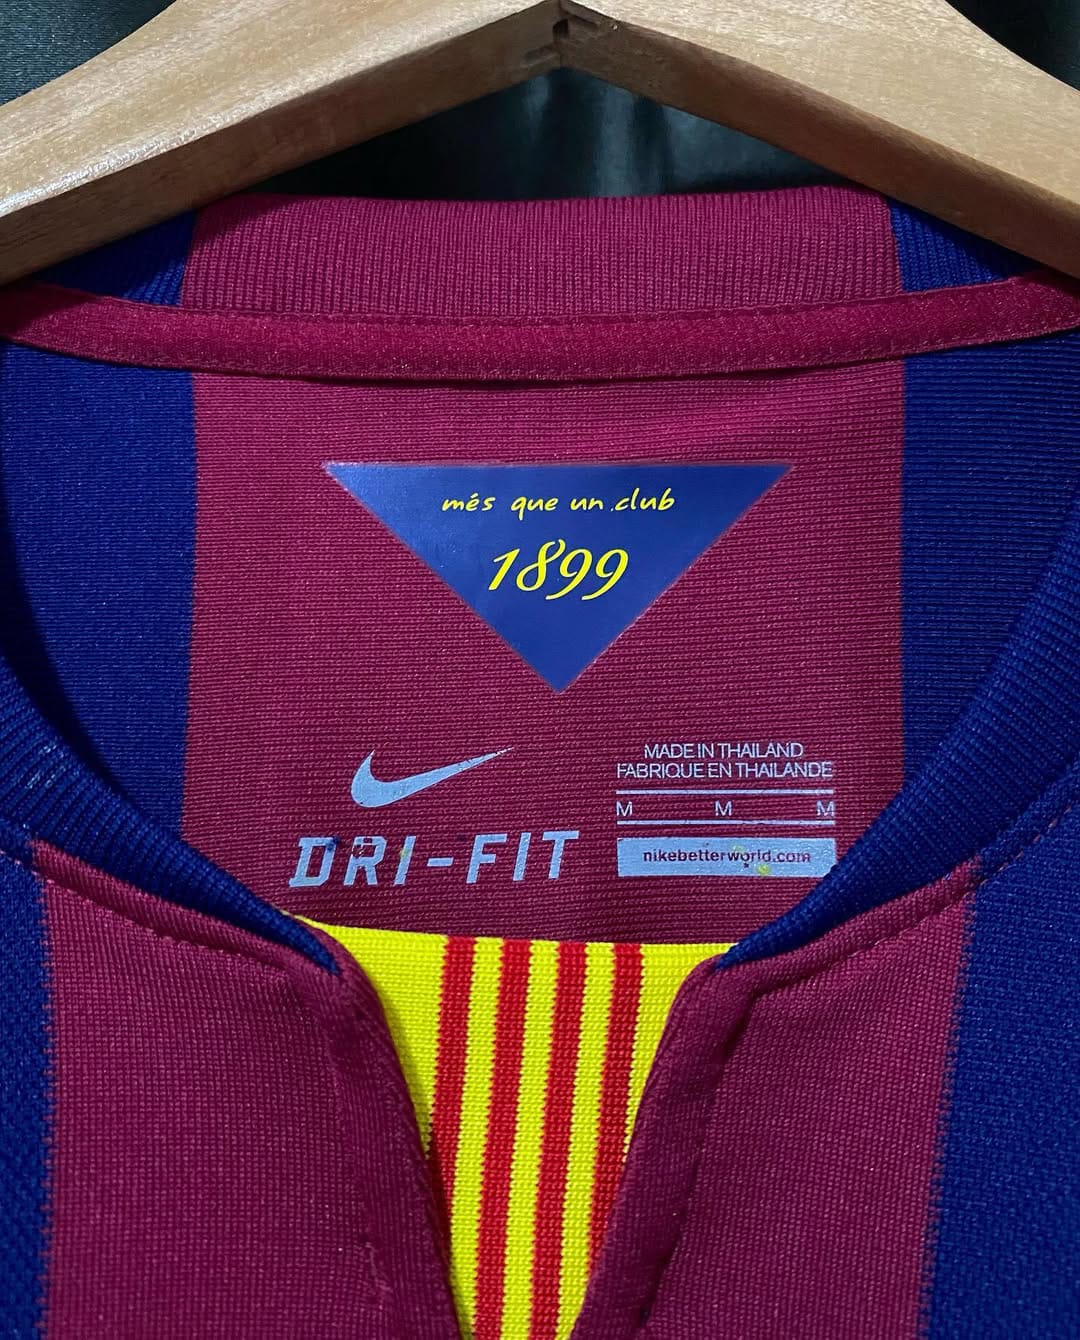 més que un club
1899
MADE IN THAILAND
FABRIQUE EN THAILANDE
M M M
DRI-FIT
nikebetterworld.com